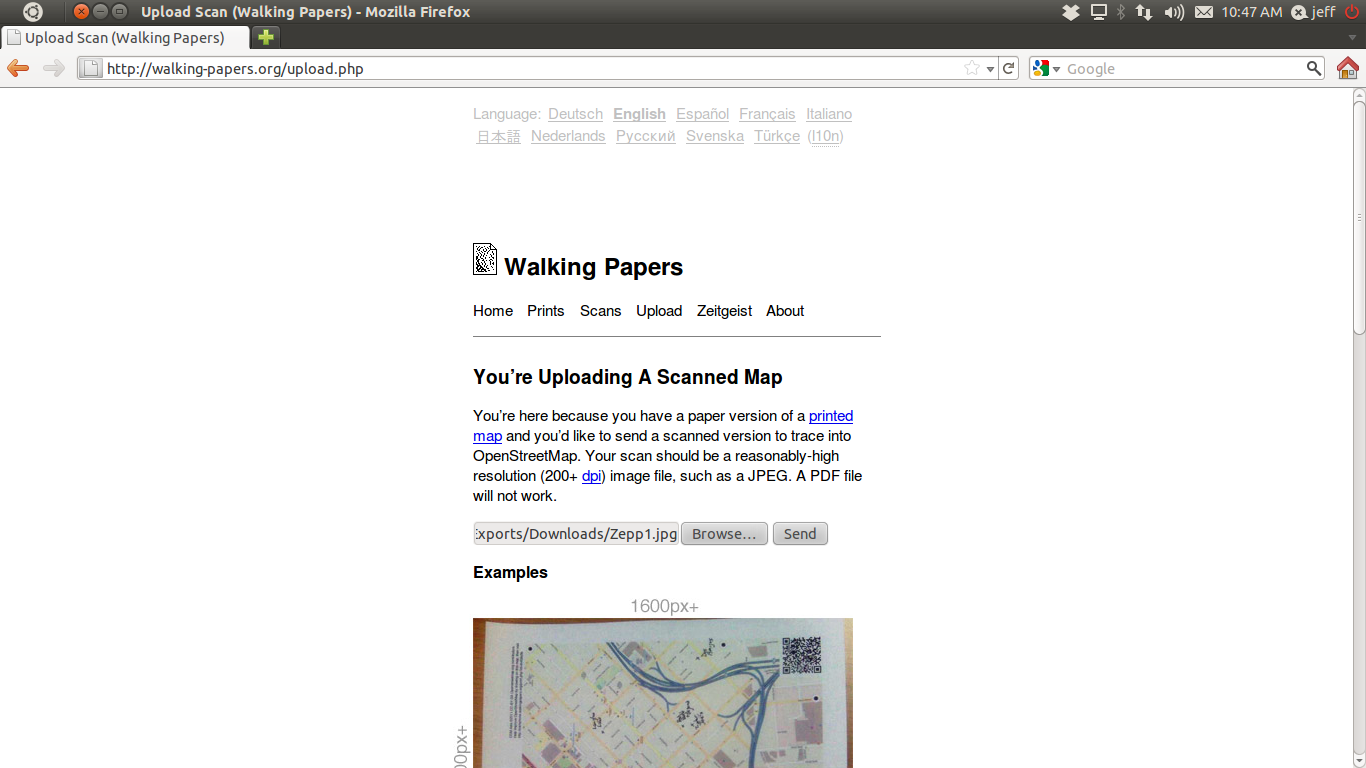 Upload Scan (Walking Papers) - Mozilla Firefox
10:47 AM jeff
Upload Scan (Walking Papers)
http://walking-papers.org/upload.php
Google
Language: Deutsch English Español Français Italiano
日本語 Nederlands Русский Svenska Türkçe (l10n)
Walking Papers
Home Prints Scans Upload Zeitgeist About
You’re Uploading A Scanned Map
You’re here because you have a paper version of a printed
map and you’d like to send a scanned version to trace into
OpenStreetMap. Your scan should be a reasonably-high
resolution (200+ dpi) image file, such as a JPEG. A PDF file
will not work.
Exports/Downloads/Zepp1.jpg Browse... Send
Examples
1600px+
00px+